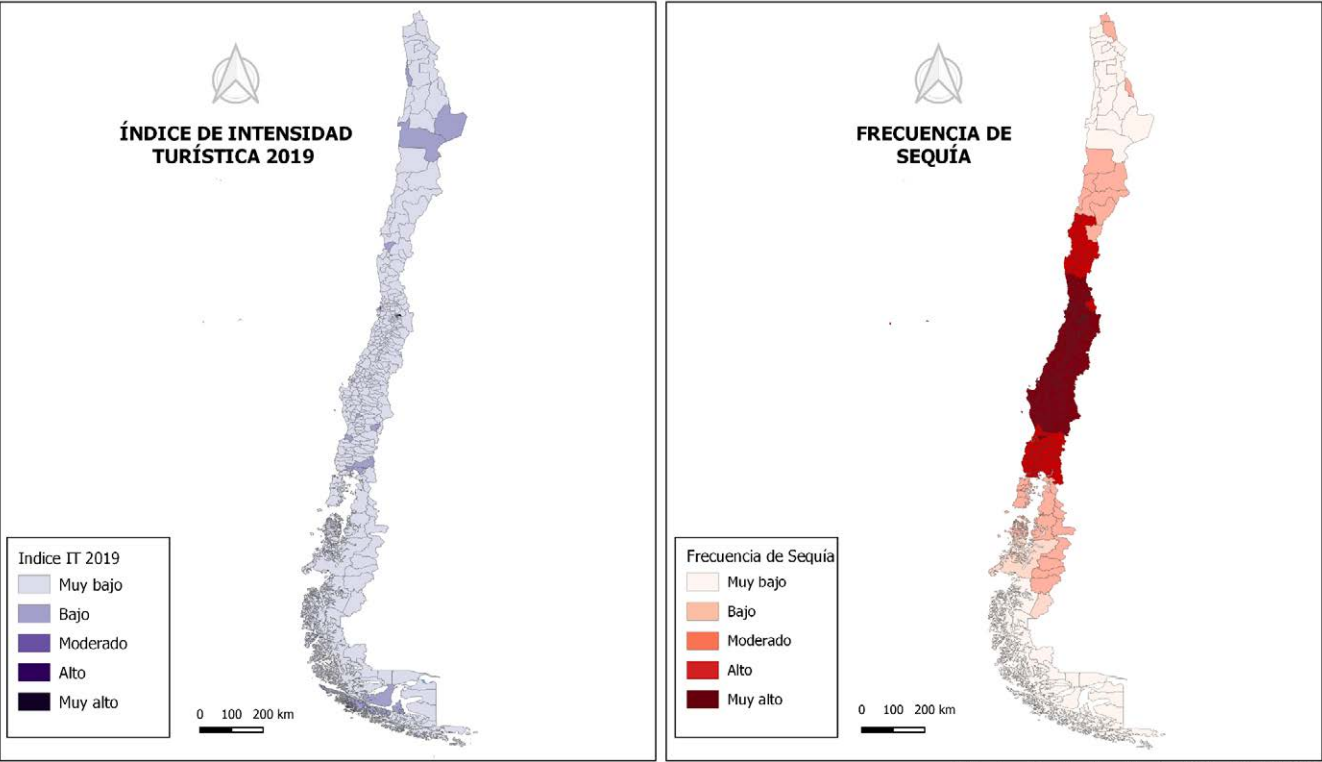 ÍNDICE DE INTENSIDAD
TURÍSTICA 2019
Indice IT 2019
Muy bajo
Bajo
Moderado
Alto
Muy alto
0 100 200 km
FRECUENCIA DE
SEQUÍA
Frecuencia de Sequía
Muy bajo
Bajo
Moderado
Alto
Muy alto
0 100 200 km